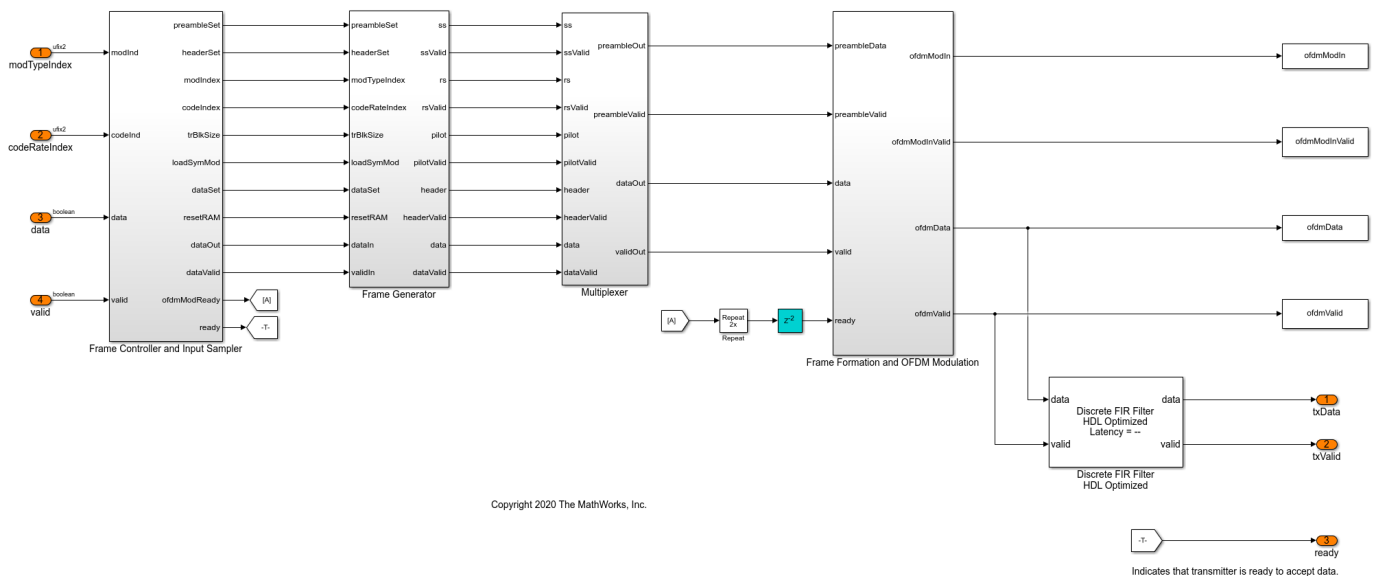 1
ufix2
modTypeIndex
2
ufix2
codeRateIndex
3
boolean
data
4
boolean
valid
modInd
codeInd
data
valid
preambleSet
headerSet
modIndex
codeIndex
trBlkSize
loadSymMod
dataSet
resetRAM
dataOut
dataValid
ofdmModReady
ready
Frame Controller and Input Sampler
[A]
-T-
preambleSet
headerSet
modTypeIndex
codeRateIndex
trBlkSize
loadSymMod
dataSet
resetRAM
dataIn
validIn
ss
ssValid
rs
rsValid
pilot
pilotValid
header
headerValid
data
dataValid
Frame Generator
ss
ssValid
rs
rsValid
pilot
pilotValid
header
headerValid
data
dataValid
preambleOut
preambleValid
dataOut
validOut
Multiplexer
[A]
Repeat
2x
Repeat
Z-2
preambleData
preambleValid
data
valid
ready
ofdmModIn
ofdmModInValid
ofdmData
ofdmValid
Frame Formation and OFDM Modulation
ofdmModIn
ofdmModInValid
ofdmData
ofdmValid
data
valid
Discrete FIR Filter
HDL Optimized
Latency = --
data
valid
Discrete FIR Filter
HDL Optimized
1
txData
2
txValid
Copyright 2020 The MathWorks, Inc.
-T-
3
ready
Indicates that transmitter is ready to accept data.